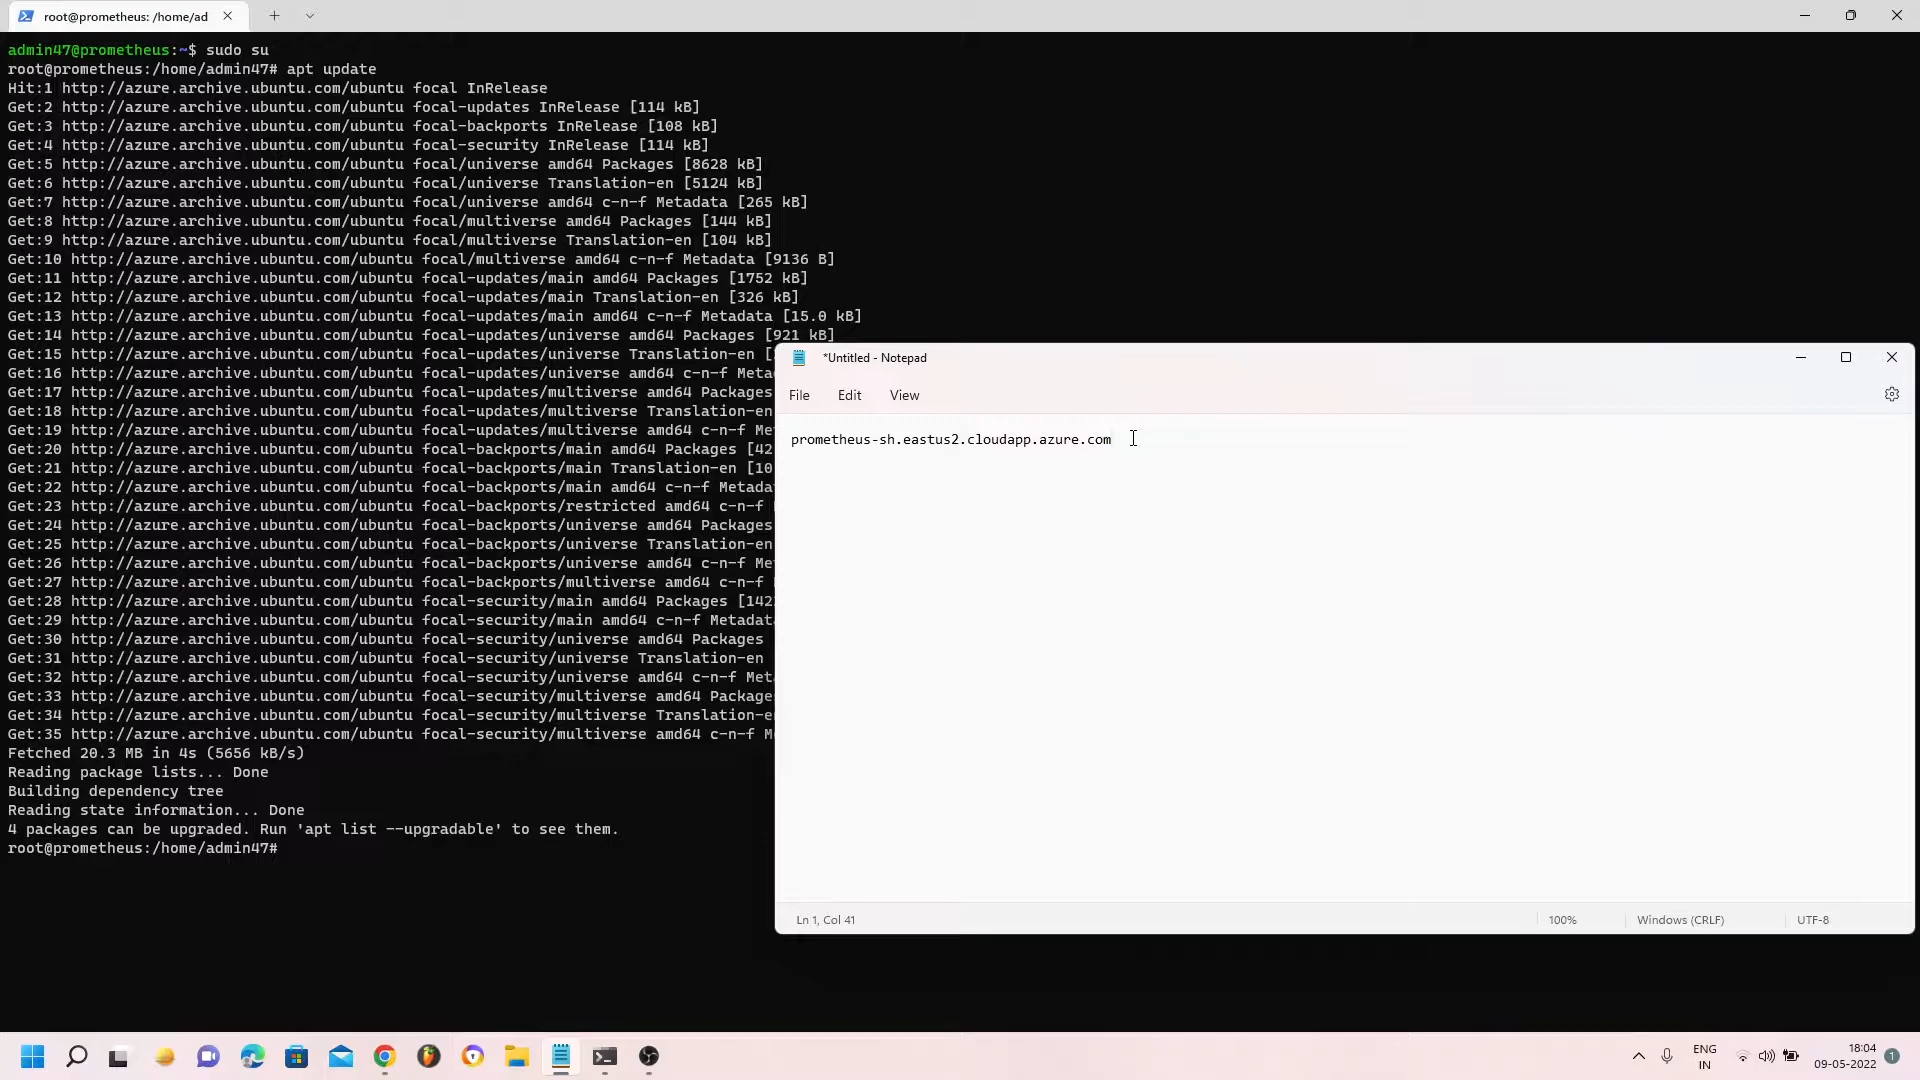 root@prometheus: /home/ad
admin47@prometheus:~$ sudo su
root@prometheus:/home/admin47# apt update
Hit:1 http://azure.archive.ubuntu.com/ubuntu focal InRelease
Get:2 http://azure.archive.ubuntu.com/ubuntu focal-updates InRelease [114 kB]
Get:3 http://azure.archive.ubuntu.com/ubuntu focal-backports InRelease [108 kB]
Get:4 http://azure.archive.ubuntu.com/ubuntu focal-security InRelease [114 kB]
Get:5 http://azure.archive.ubuntu.com/ubuntu focal/universe amd64 Packages [8628 kB]
Get:6 http://azure.archive.ubuntu.com/ubuntu focal/universe Translation-en [5124 kB]
Get:7 http://azure.archive.ubuntu.com/ubuntu focal/universe amd64 c-n-f Metadata [265 kB]
Get:8 http://azure.archive.ubuntu.com/ubuntu focal/multiverse amd64 Packages [144 kB]
Get:9 http://azure.archive.ubuntu.com/ubuntu focal/multiverse Translation-en [104 kB]
Get:10 http://azure.archive.ubuntu.com/ubuntu focal/multiverse amd64 c-n-f Metadata [9136 B]
Get:11 http://azure.archive.ubuntu.com/ubuntu focal-updates/main amd64 Packages [1752 kB]
Get:12 http://azure.archive.ubuntu.com/ubuntu focal-updates/main Translation-en [326 kB]
Get:13 http://azure.archive.ubuntu.com/ubuntu focal-updates/main amd64 c-n-f Metadata [15.0 kB]
Get:14 http://azure.archive.ubuntu.com/ubuntu focal-updates/universe amd64 Packages [921 kB]
Get:15 http://azure.archive.ubuntu.com/ubuntu focal-updates/universe Translation-en [
Get:16 http://azure.archive.ubuntu.com/ubuntu focal-updates/universe amd64 c-n-f Meta
Get:17 http://azure.archive.ubuntu.com/ubuntu focal-updates/multiverse amd64 Packages
Get:18 http://azure.archive.ubuntu.com/ubuntu focal-updates/multiverse Translation-en
Get:19 http://azure.archive.ubuntu.com/ubuntu focal-updates/multiverse amd64 c-n-f Me
Get:20 http://azure.archive.ubuntu.com/ubuntu focal-backports/main amd64 Packages [42
Get:21 http://azure.archive.ubuntu.com/ubuntu focal-backports/main Translation-en [10
Get:22 http://azure.archive.ubuntu.com/ubuntu focal-backports/main amd64 c-n-f Metada
Get:23 http://azure.archive.ubuntu.com/ubuntu focal-backports/restricted amd64 c-n-f
Get:24 http://azure.archive.ubuntu.com/ubuntu focal-backports/universe amd64 Packages
Get:25 http://azure.archive.ubuntu.com/ubuntu focal-backports/universe Translation-en
Get:26 http://azure.archive.ubuntu.com/ubuntu focal-backports/universe amd64 c-n-f Me
Get:27 http://azure.archive.ubuntu.com/ubuntu focal-backports/multiverse amd64 c-n-f
Get:28 http://azure.archive.ubuntu.com/ubuntu focal-security/main amd64 Packages [142
Get:29 http://azure.archive.ubuntu.com/ubuntu focal-security/main amd64 c-n-f Metadat
Get:30 http://azure.archive.ubuntu.com/ubuntu focal-security/universe amd64 Packages
Get:31 http://azure.archive.ubuntu.com/ubuntu focal-security/universe Translation-en
Get:32 http://azure.archive.ubuntu.com/ubuntu focal-security/universe amd64 c-n-f Met
Get:33 http://azure.archive.ubuntu.com/ubuntu focal-security/multiverse amd64 Package
Get:34 http://azure.archive.ubuntu.com/ubuntu focal-security/multiverse Translation-e
Get:35 http://azure.archive.ubuntu.com/ubuntu focal-security/multiverse amd64 c-n-f M
Fetched 20.3 MB in 4s (5656 kB/s)
Reading package lists... Done
Building dependency tree
Reading state information... Done
4 packages can be upgraded. Run 'apt list --upgradable' to see them.
root@prometheus:/home/admin47#
*Untitled - Notepad
File Edit View
prometheus-sh.eastus2.cloudapp.azure.com
Ln 1, Col 41 100% Windows (CRLF) UTF-8
ENG
IN
18:04
09-05-2022
1